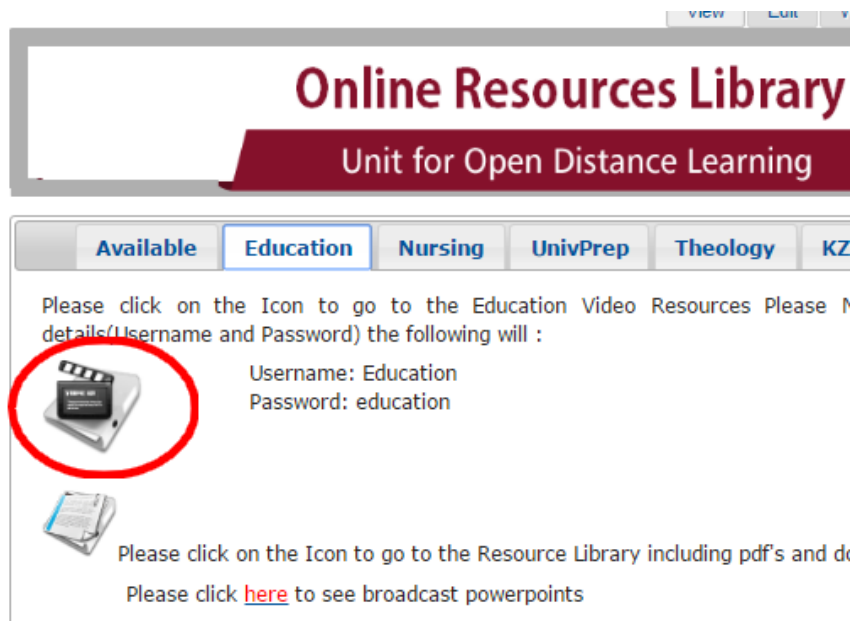 View Edit
Online Resources Library
Unit for Open Distance Learning
Available Education Nursing UnivPrep Theology KZ
Please click on the Icon to go to the Education Video Resources Please N
details(Username and Password) the following will :
Username: Education
Password: education
Please click on the Icon to go to the Resource Library including pdf's and do
Please click here to see broadcast powerpoints